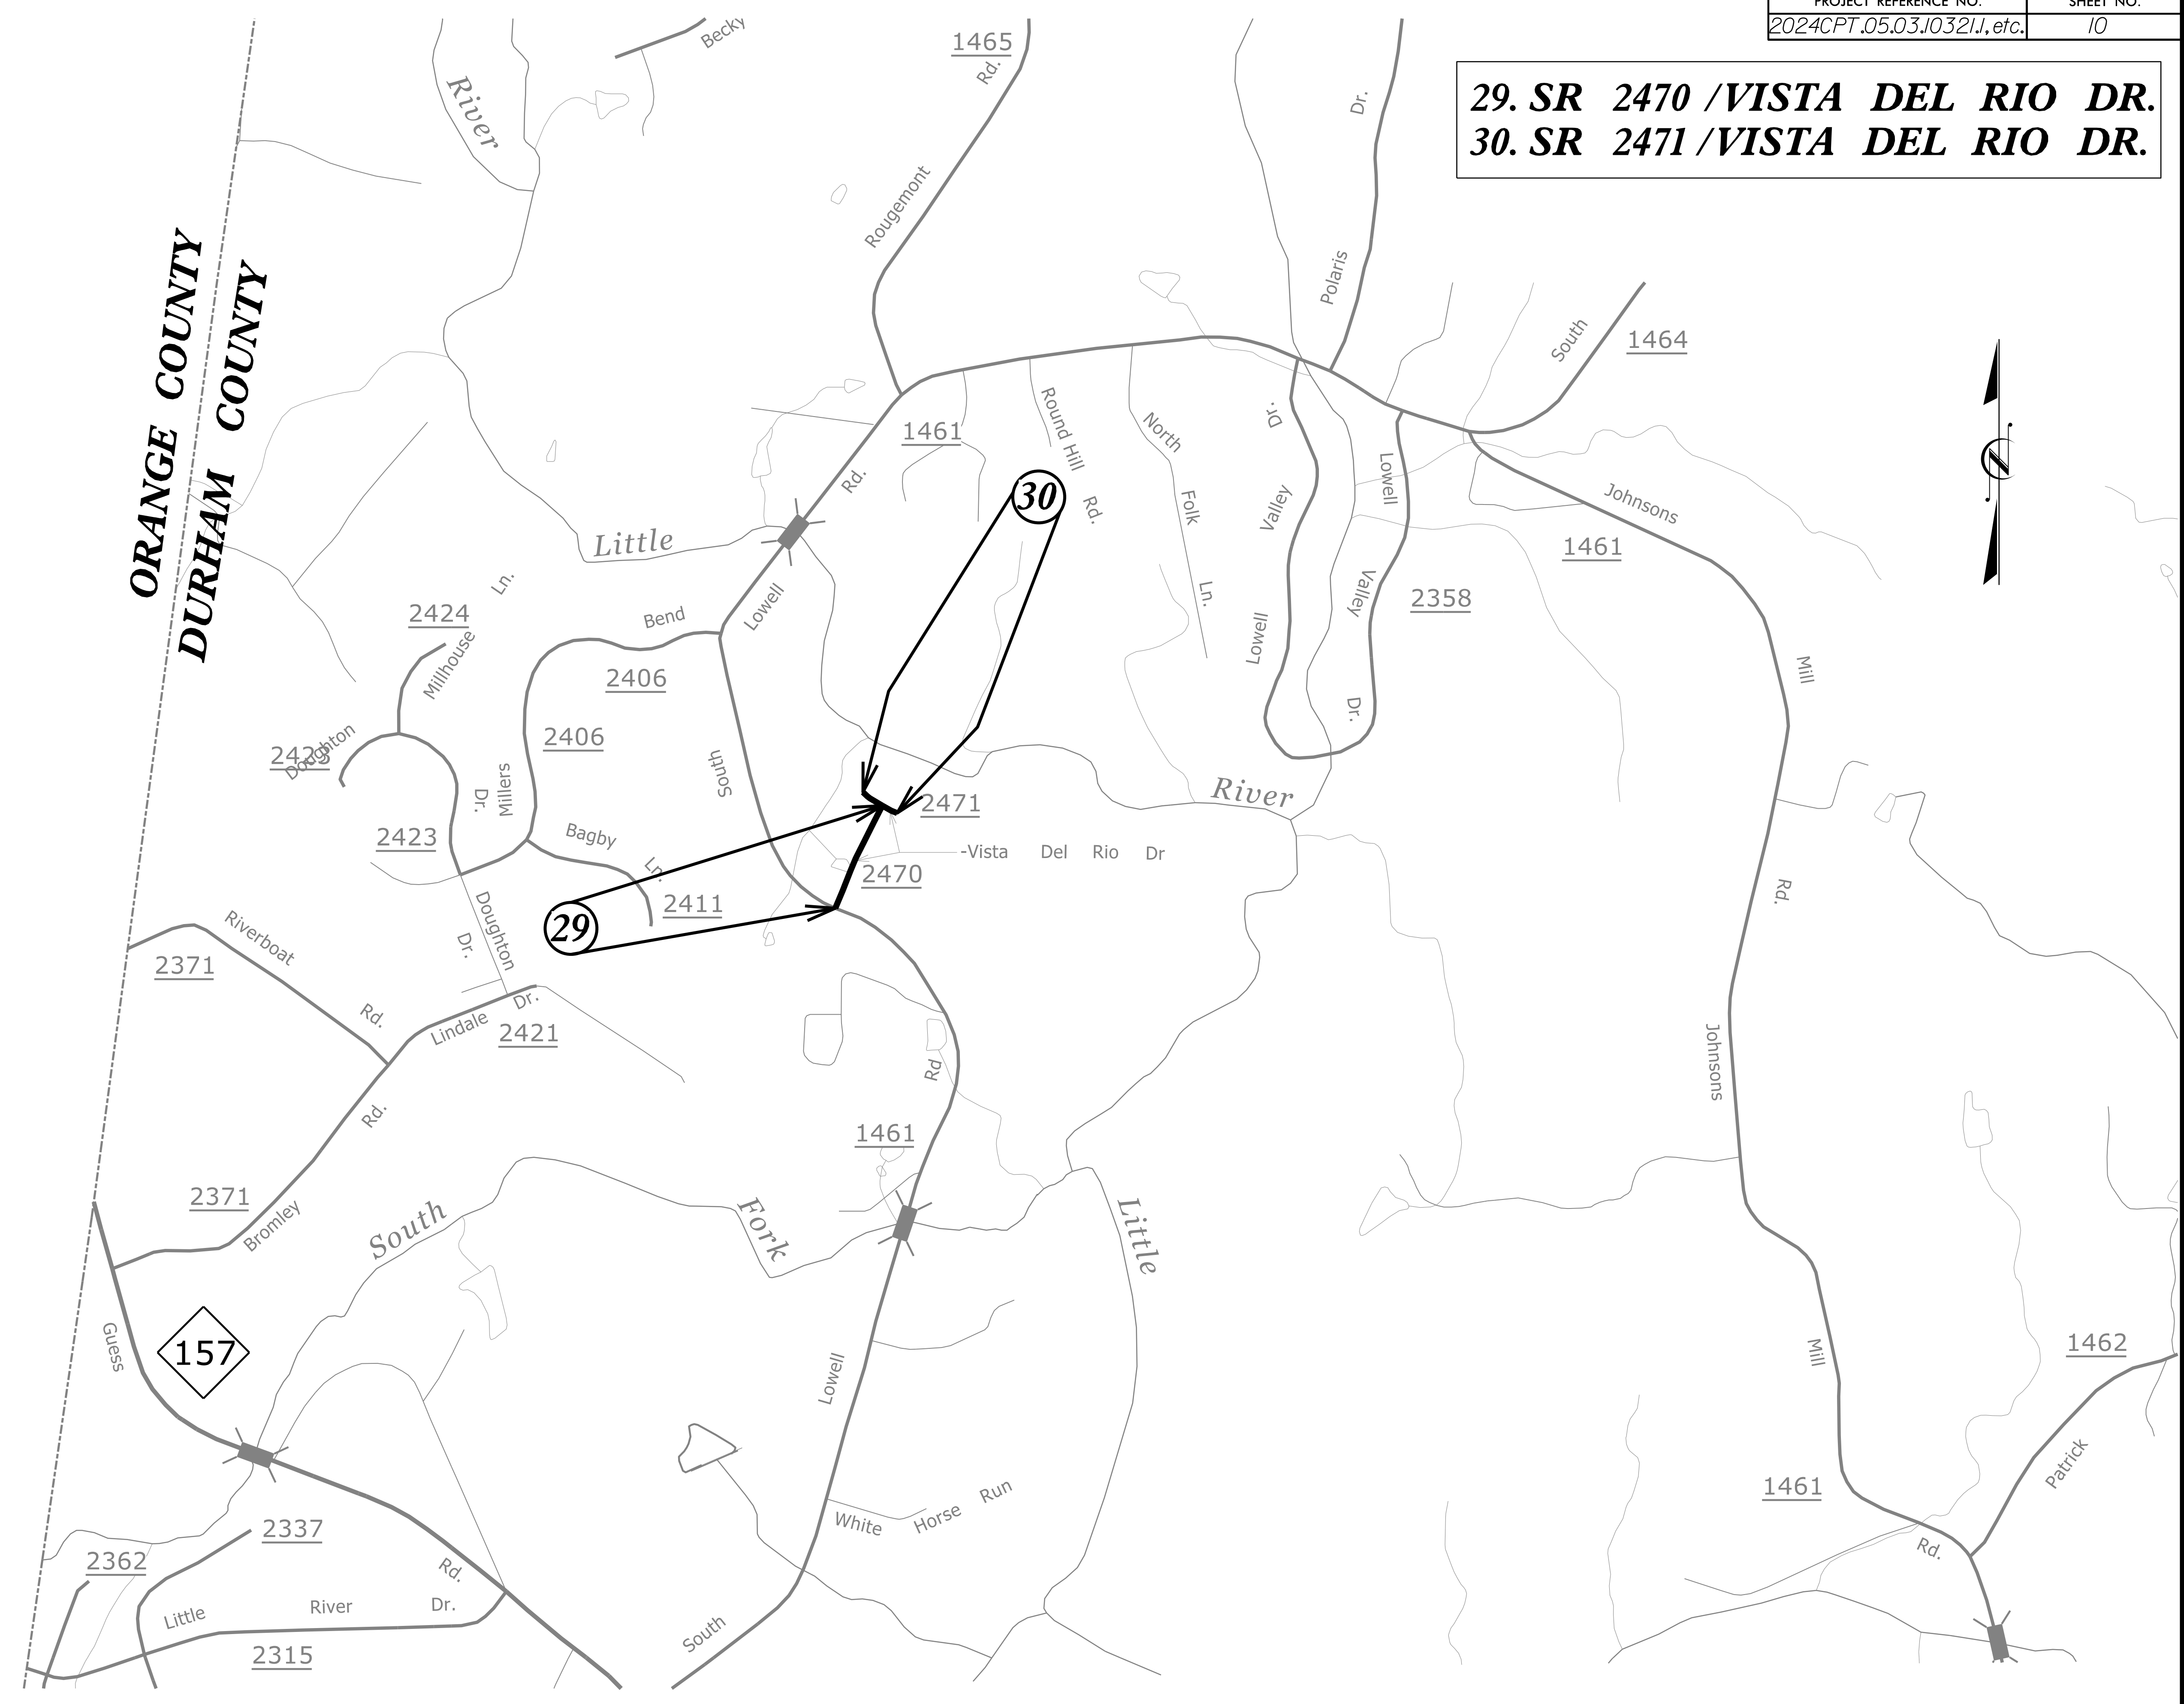 PROJECT REFERENCE NO. SHEET NO.
2024CPT.05.03.10321.1, etc. 10
29. SR 2470 /VISTA DEL RIO DR.
30. SR 2471 /VISTA DEL RIO DR.
Becky
River
1465
Rd.
Rougemont
Dr.
Polaris
South
1464
ORANGE COUNTY
DURHAM COUNTY
1461
Rd.
Lowell
Round Hill
Rd.
North
Folk
Ln.
Dr.
Valley
Lowell
Lowell
Valley
Dr.
2358
Johnsons
1461
Mill
Rd.
Johnsons
Mill
30
N
Little
Ln.
2424
Millhouse
Bend
2406
2406
South
2423
Doughton
Dr.
Millers
2423
Bagby
Ln.
2411
29
River
2471
-Vista Del Rio Dr
2470
Doughton
Dr.
Riverboat
2371
Rd.
Lindale
Dr.
2421
Rd.
2371
Bromley
Rd
1461
South
Fork
Little
Guess
157
Lowell
White Horse Run
South
2337
2362
Rd.
Little River Dr.
2315
1462
Patrick
1461
Rd.